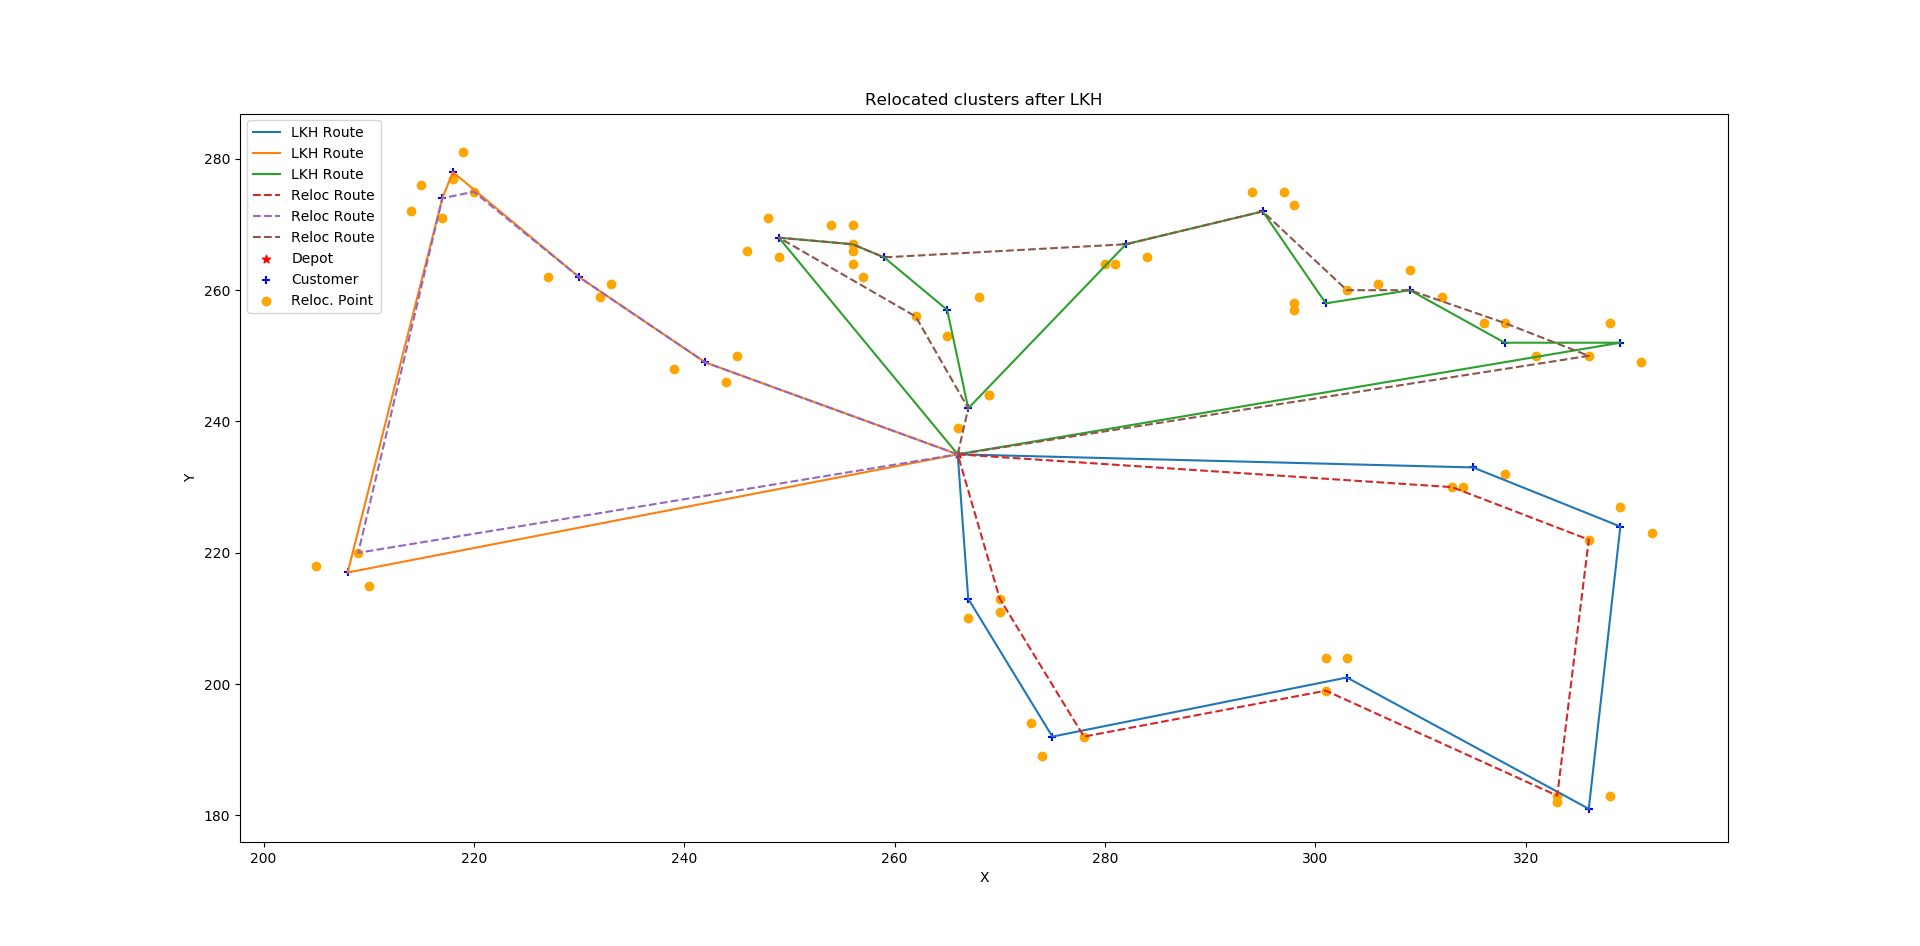 Relocated clusters after LKH
LKH Route
LKH Route
LKH Route
Reloc Route
Reloc Route
Reloc Route
Depot
Customer
Reloc. Point
280
260
240
220
200
180
Y
200 220 240 260 280 300 320
X